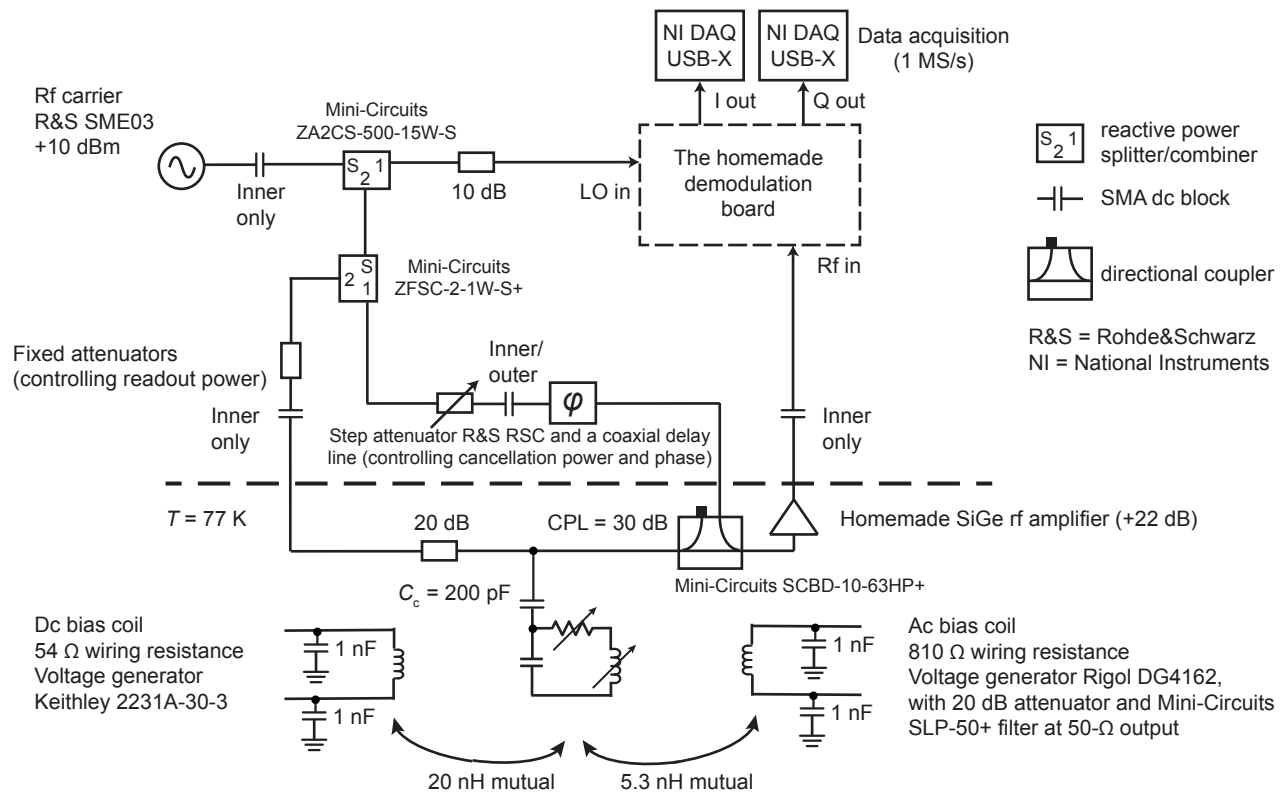 NI DAQ
USB-X
NI DAQ
USB-X
Data acquisition
(1 MS/s)
I out
Q out
Rf carrier
R&S SME03
+10 dBm
Mini-Circuits
ZA2CS-500-15W-S
S 1
2
Inner
only
10 dB
LO in
The homemade
demodulation
board
S 1
2
reactive power
splitter/combiner
SMA dc block
2 S
1
Mini-Circuits
ZFSC-2-1W-S+
Rf in
directional coupler
R&S = Rohde&Schwarz
NI = National Instruments
Fixed attenuators
(controlling readout power)
Inner
only
Inner/
outer
φ
Inner
only
Step attenuator R&S RSC and a coaxial delay
line (controlling cancellation power and phase)
T = 77 K
20 dB
CPL = 30 dB
Homemade SiGe rf amplifier (+22 dB)
Mini-Circuits SCBD-10-63HP+
Cc = 200 pF
Dc bias coil
54 Ω wiring resistance
Voltage generator
Keithley 2231A-30-3
1 nF
1 nF
1 nF
1 nF
Ac bias coil
810 Ω wiring resistance
Voltage generator Rigol DG4162,
with 20 dB attenuator and Mini-Circuits
SLP-50+ filter at 50-Ω output
20 nH mutual
5.3 nH mutual